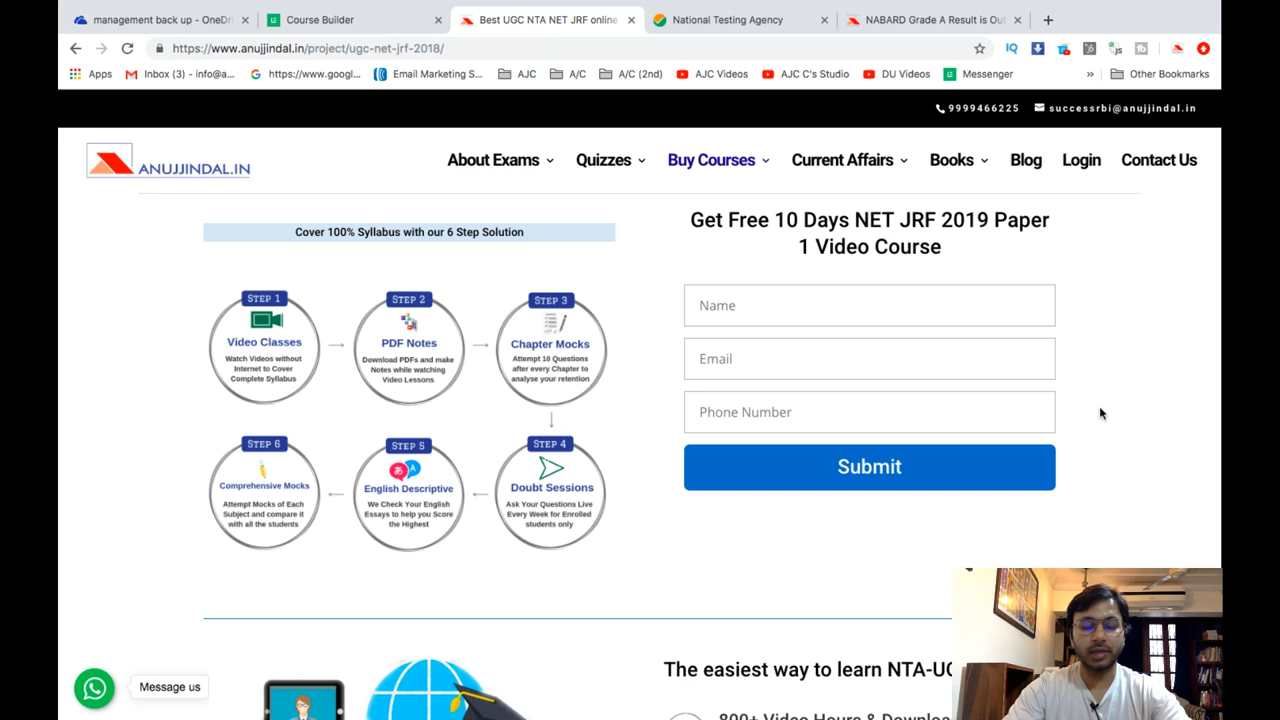 management back up - OneDri
Course Builder
Best UGC NTA NET JRF online
National Testing Agency
NABARD Grade A Result is Out
https://www.anujjindal.in/project/ugc-net-jrf-2018/
IQ
Apps
Inbox (3) - info@a...
https://www.googl...
Email Marketing S...
AJC
A/C
A/C (2nd)
AJC Videos
AJC C's Studio
DU Videos
Messenger
»
Other Bookmarks
9999466225
successrbi@anujjindal.in
ANUJJINDAL.IN
About Exams
Quizzes
Buy Courses
Current Affairs
Books
Blog
Login
Contact Us
Cover 100% Syllabus with our 6 Step Solution
Get Free 10 Days NET JRF 2019 Paper
1 Video Course
STEP 1
Video Classes
Watch Videos without
Internet to Cover
Complete Syllabus
STEP 2
PDF Notes
Download PDFs and make
Notes while watching
Video Lessons
STEP 3
Chapter Mocks
Attempt 10 Questions
after every Chapter to
analyse your retention
STEP 6
Comprehensive Mocks
Attempt Mocks of Each
Subject and compare it
with all the students
STEP 5
English Descriptive
We Check Your English
Essays to help you Score
the Highest
STEP 4
Doubt Sessions
Ask Your Questions Live
Every Week for Enrolled
students only
Name
Email
Phone Number
Submit
Message us
The easiest way to learn NTA-UG
800+ Video Hours & Downloa